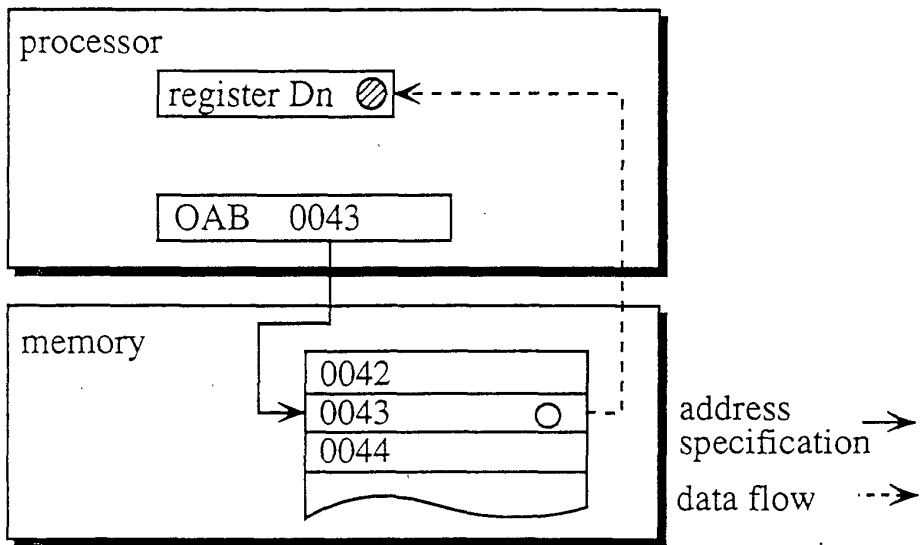 processor
register Dn
OAB 0043
memory
0042
0043
0044
address
specification
data flow